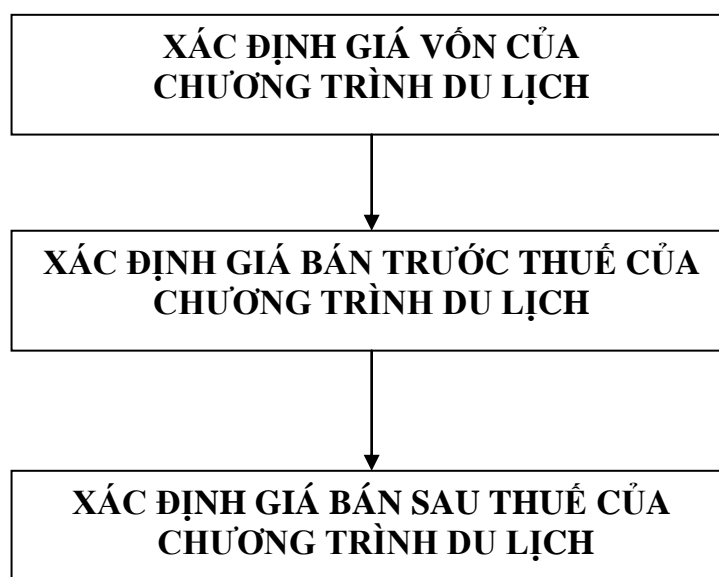 XÁC ĐỊNH GIÁ VỐN CỦA
CHƯƠNG TRÌNH DU LỊCH
XÁC ĐỊNH GIÁ BÁN TRƯỚC THUẾ CỦA
CHƯƠNG TRÌNH DU LỊCH
XÁC ĐỊNH GIÁ BÁN SAU THUẾ CỦA
CHƯƠNG TRÌNH DU LỊCH